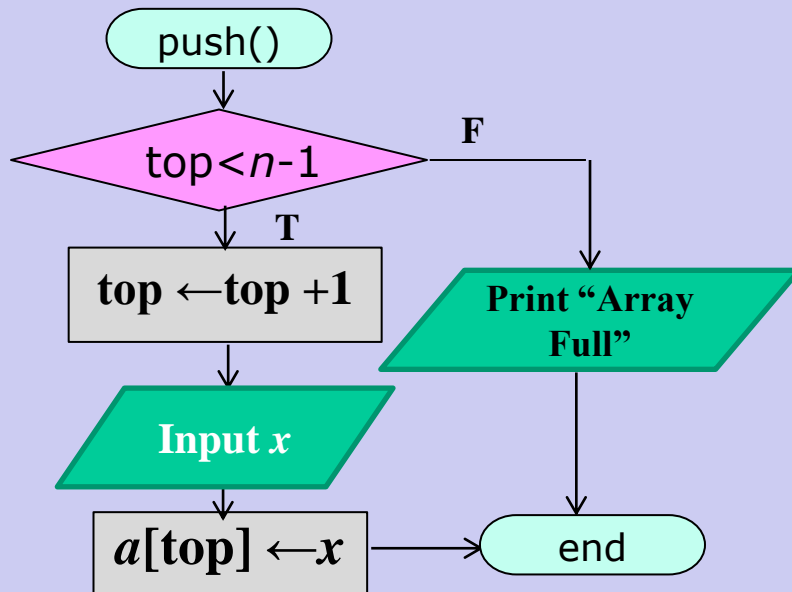 push()
top<n-1
F
T
top ←top +1
Print “Array
Full”
Input x
a[top] ←x
end